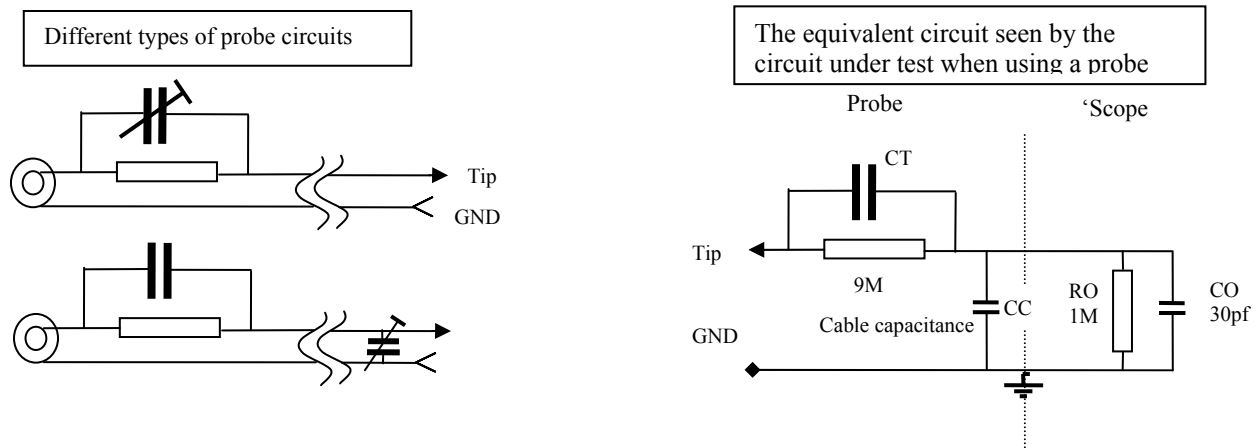 Different types of probe circuits
Tip
GND
The equivalent circuit seen by the
circuit under test when using a probe
Probe
‘Scope
CT
Tip
9M
CC
RO
1M
CO
30pf
Cable capacitance
GND